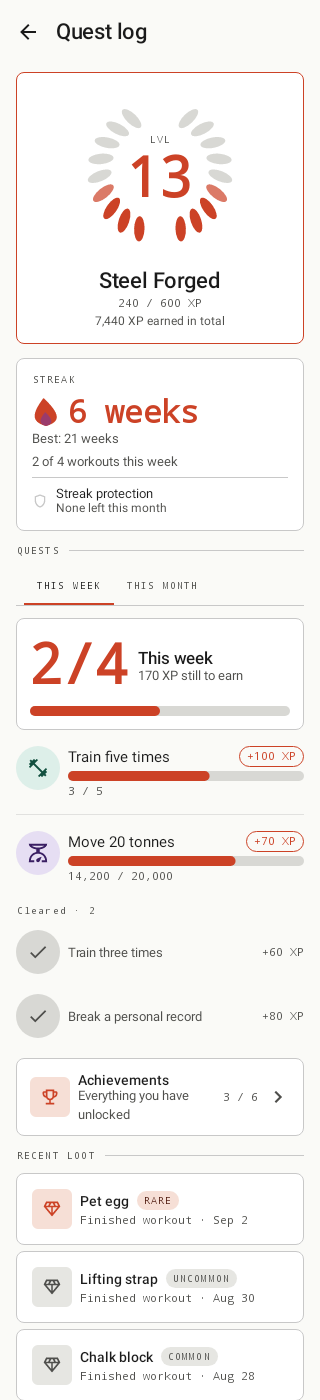 Quest log
LVL
13
Steel Forged
240 / 600 XP
7,440 XP earned in total
STREAK
6 weeks
Best: 21 weeks
2 of 4 workouts this week
Streak protection
None left this month
QUESTS
THIS WEEK THIS MONTH
2/4
This week
170 XP still to earn
Train five times +100 XP
3 / 5
Move 20 tonnes +70 XP
14,200 / 20,000
Cleared · 2
Train three times +60 XP
Break a personal record +80 XP
Achievements
Everything you have
unlocked
3 / 6
RECENT LOOT
Pet egg RARE
Finished workout · Sep 2
Lifting strap UNCOMMON
Finished workout · Aug 30
Chalk block COMMON
Finished workout · Aug 28